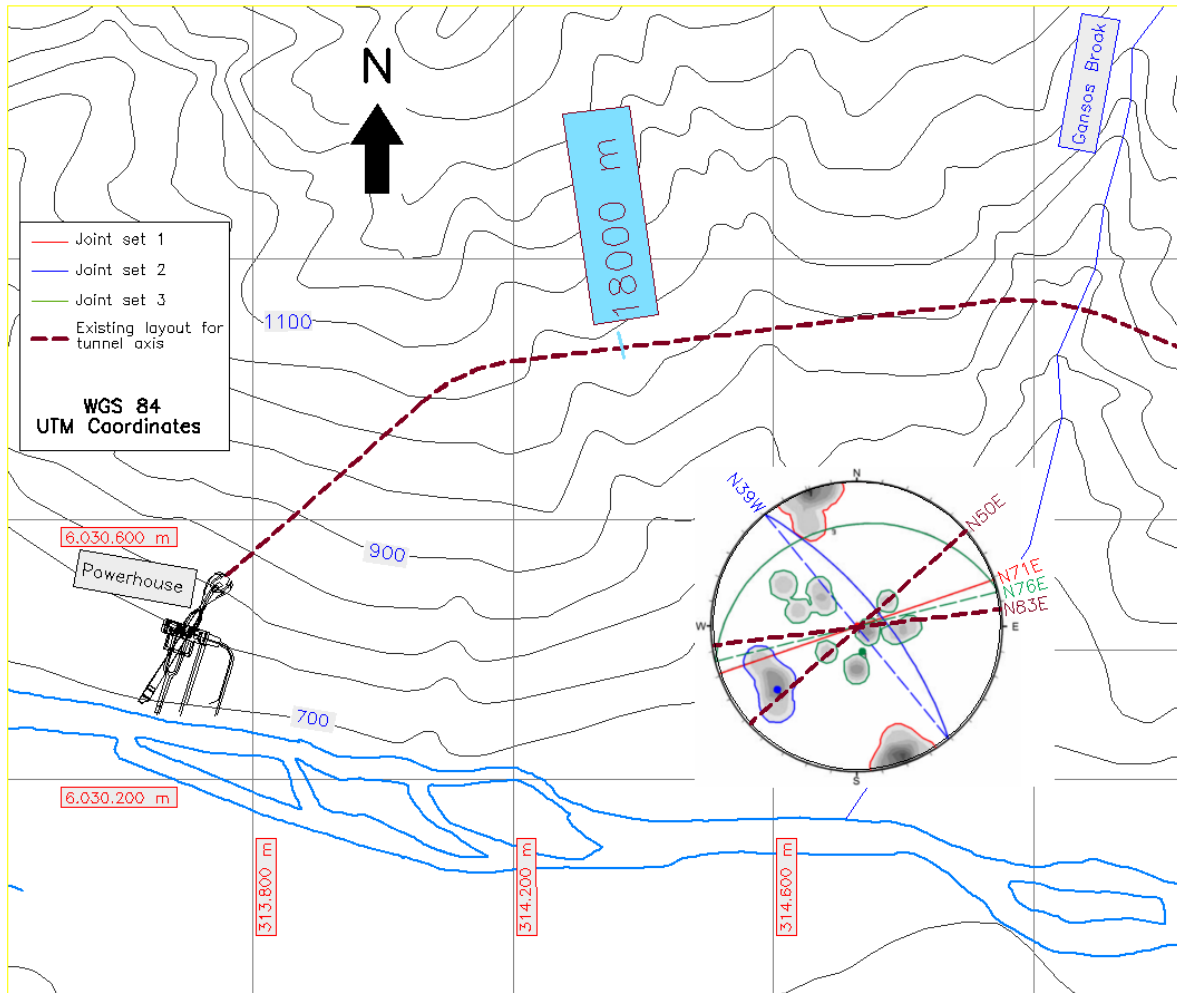 N
Gansos Broak
18000 m
Joint set 1
Joint set 2
Joint set 3
Existing layout for
tunnel axis
WGS 84
UTM Coordinates
1100
6.030.600 m
900
Powerhouse
700
6.030.200 m
313.800 m
314.200 m
314.600 m
N
N39W
N50E
N71E
N76E
N83E
W
E
S